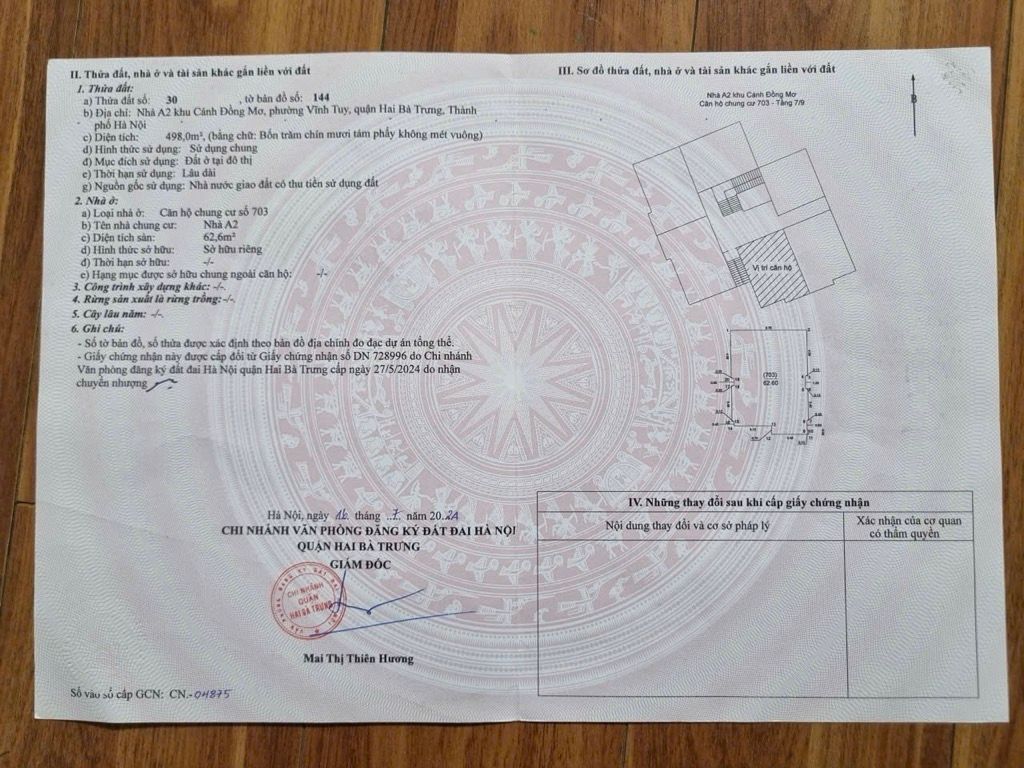 II. Thửa đất, nhà ở và tài sản khác gắn liền với đất
1. Thửa đất:
a) Thửa đất số: 30 , tờ bản đồ số: 144
b) Địa chỉ: Nhà A2 khu Cánh Đồng Mơ, phường Vĩnh Tuy, quận Hai Bà Trưng, Thành
phố Hà Nội
c) Diện tích: 498,0m², (bằng chữ: Bốn trăm chín mươi tám phẩy không mét vuông)
d) Hình thức sử dụng: Sử dụng chung
đ) Mục đích sử dụng: Đất ở tại đô thị
e) Thời hạn sử dụng: Lâu dài
g) Nguồn gốc sử dụng: Nhà nước giao đất có thu tiền sử dụng đất
2. Nhà ở:
a) Loại nhà ở: Căn hộ chung cư số 703
b) Tên nhà chung cư: Nhà A2
c) Diện tích sàn: 62,6m²
d) Hình thức sở hữu: Sở hữu riêng
đ) Thời hạn sở hữu: -/-
e) Hạng mục được sở hữu chung ngoài căn hộ: -/-
3. Công trình xây dựng khác: -/-.
4. Rừng sản xuất là rừng trồng:-/-.
5. Cây lâu năm: -/-.
6. Ghi chú:
- Số tờ bản đồ, số thửa được xác định theo bản đồ địa chính đo đạc dự án tổng thể.
- Giấy chứng nhận này được cấp đổi từ Giấy chứng nhận số DN 728996 do Chi nhánh
Văn phòng đăng ký đất đai Hà Nội quận Hai Bà Trưng cấp ngày 27/5/2024 do nhận
chuyển nhượng
Hà Nội, ngày 16 tháng 7 năm 2024
CHI NHÁNH VĂN PHÒNG ĐĂNG KÝ ĐẤT ĐAI HÀ NỘI
QUẬN HAI BÀ TRƯNG
GIÁM ĐỐC
CHI NHÁNH
QUẬN
HAI BÀ TRƯNG
Mai Thị Thiên Hương
Số vào sổ cấp GCN: CN.-04875
III. Sơ đồ thửa đất, nhà ở và tài sản khác gắn liền với đất
Nhà A2 khu Cánh Đồng Mơ
Căn hộ chung cư 703 - Tầng 7/9
B
Vị trí căn hộ
(703)
62.60
IV. Những thay đổi sau khi cấp giấy chứng nhận
Nội dung thay đổi và cơ sở pháp lý
Xác nhận của cơ quan
có thẩm quyền